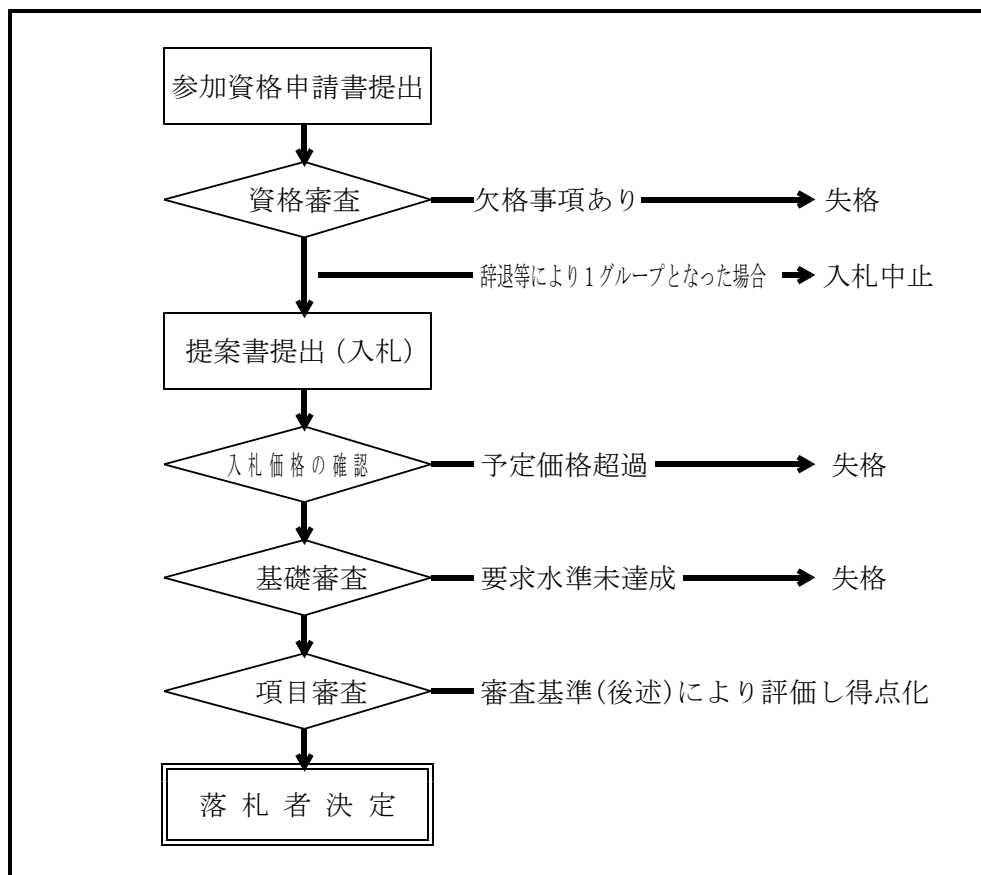 参加資格申請書提出
資格審査
欠格事項あり
失格
辞退等により1グループとなった場合
入札中止
提案書提出(入札)
入札価格の確認
予定価格超過
失格
基礎審査
要求水準未達成
失格
項目審査
審査基準(後述)により評価し得点化
落札者決定